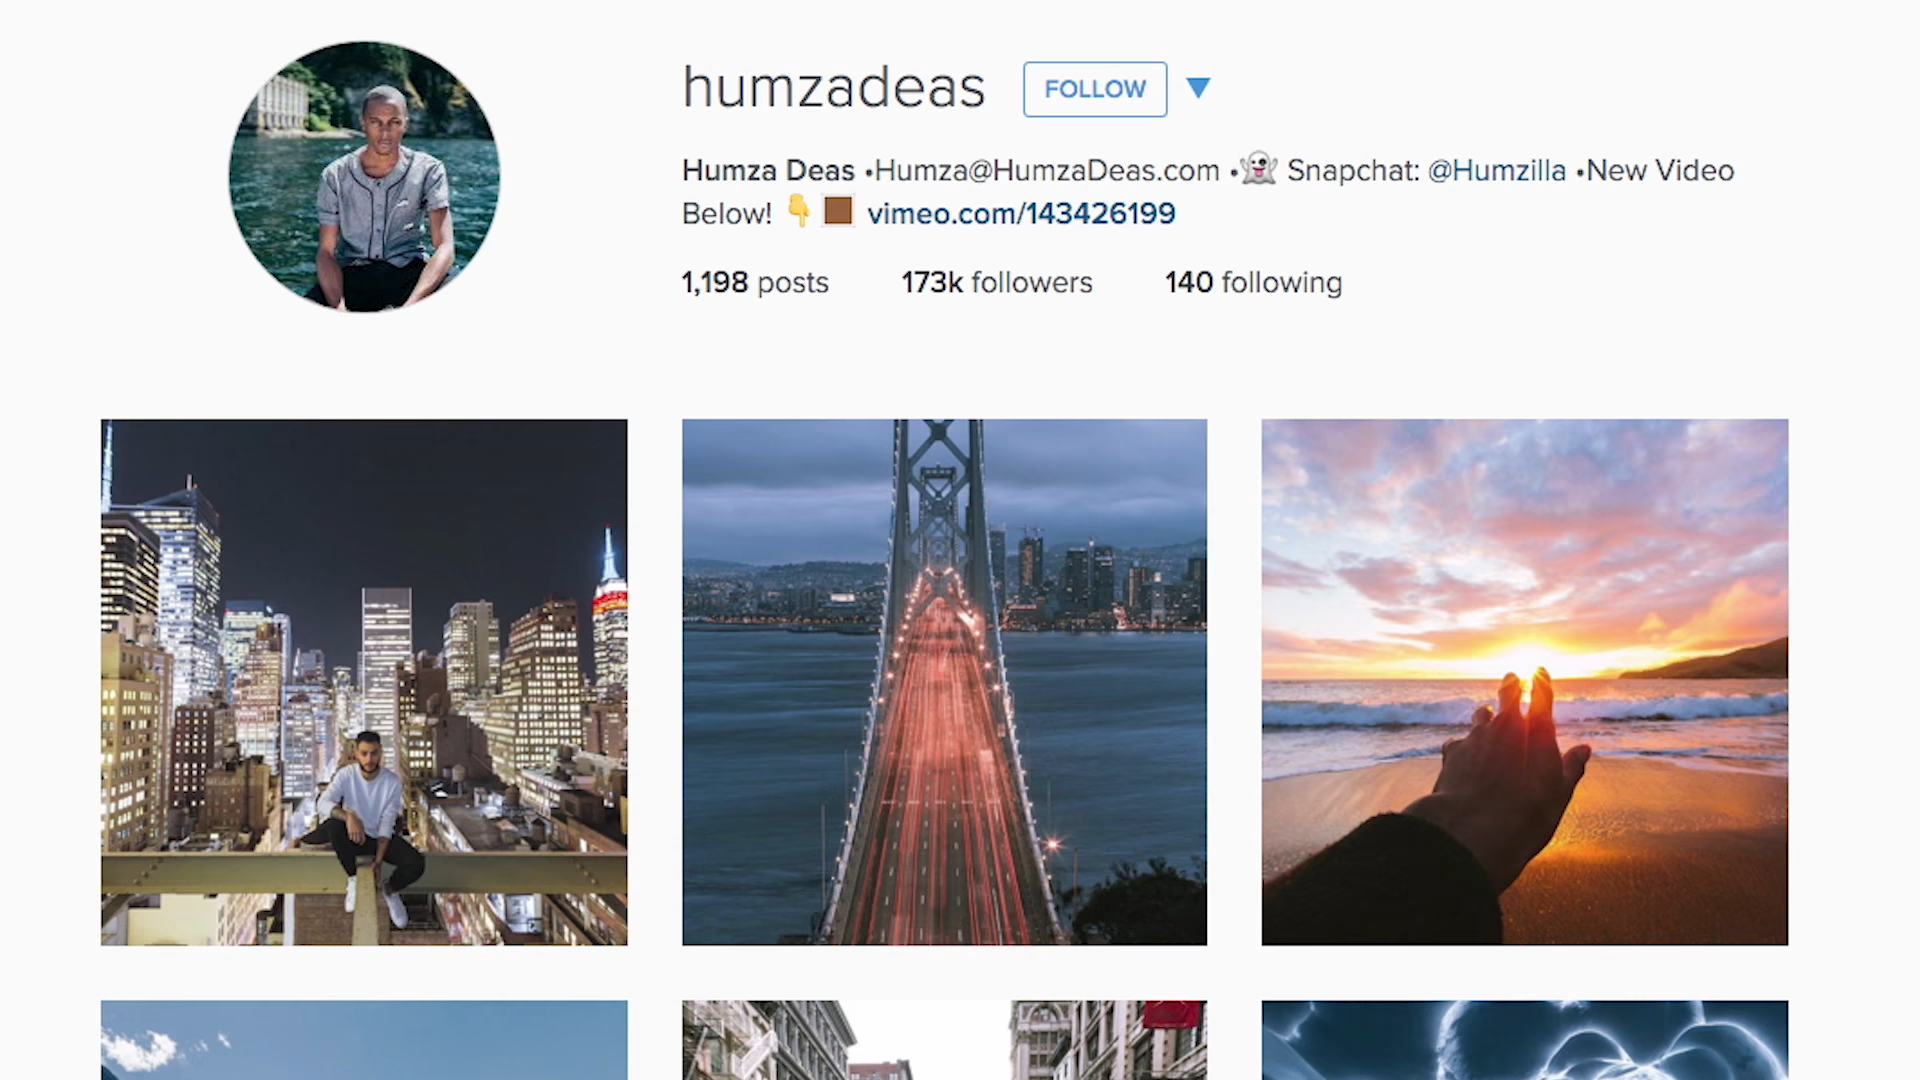 humzadeas FOLLOW
Humza Deas •Humza@HumzaDeas.com •👻 Snapchat: @Humzilla •New Video
Below! 👇🏾 vimeo.com/143426199
1,198 posts 173k followers 140 following